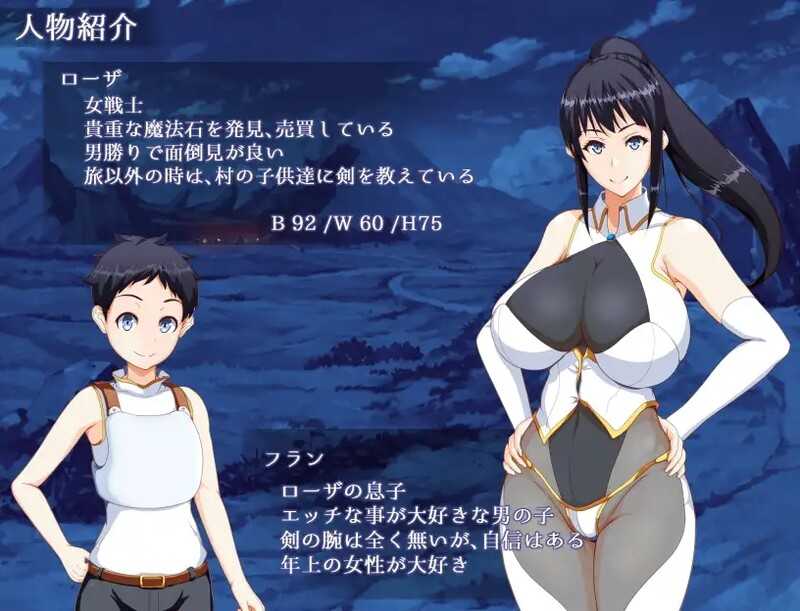 人物紹介
ローザ
女戦士
貴重な魔法石を発見、売買している
男勝りで面倒見が良い
旅以外の時は、村の子供達に剣を教えている
B 92 /W 60 /H75
フラン
ローザの息子
エッチな事が大好きな男の子
剣の腕は全く無いが、自信はある
年上の女性が大好き